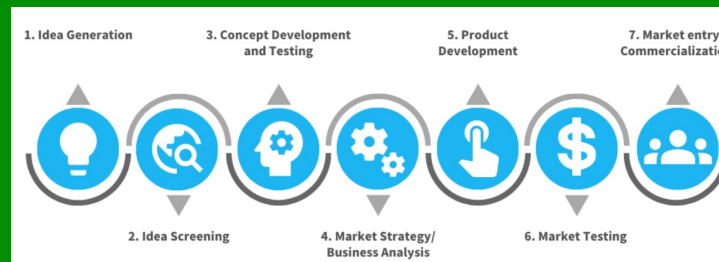 1. Idea Generation
2. Idea Screening
3. Concept Development
and Testing
4. Market Strategy/
Business Analysis
5. Product
Development
6. Market Testing
7. Market entry
Commercializatio